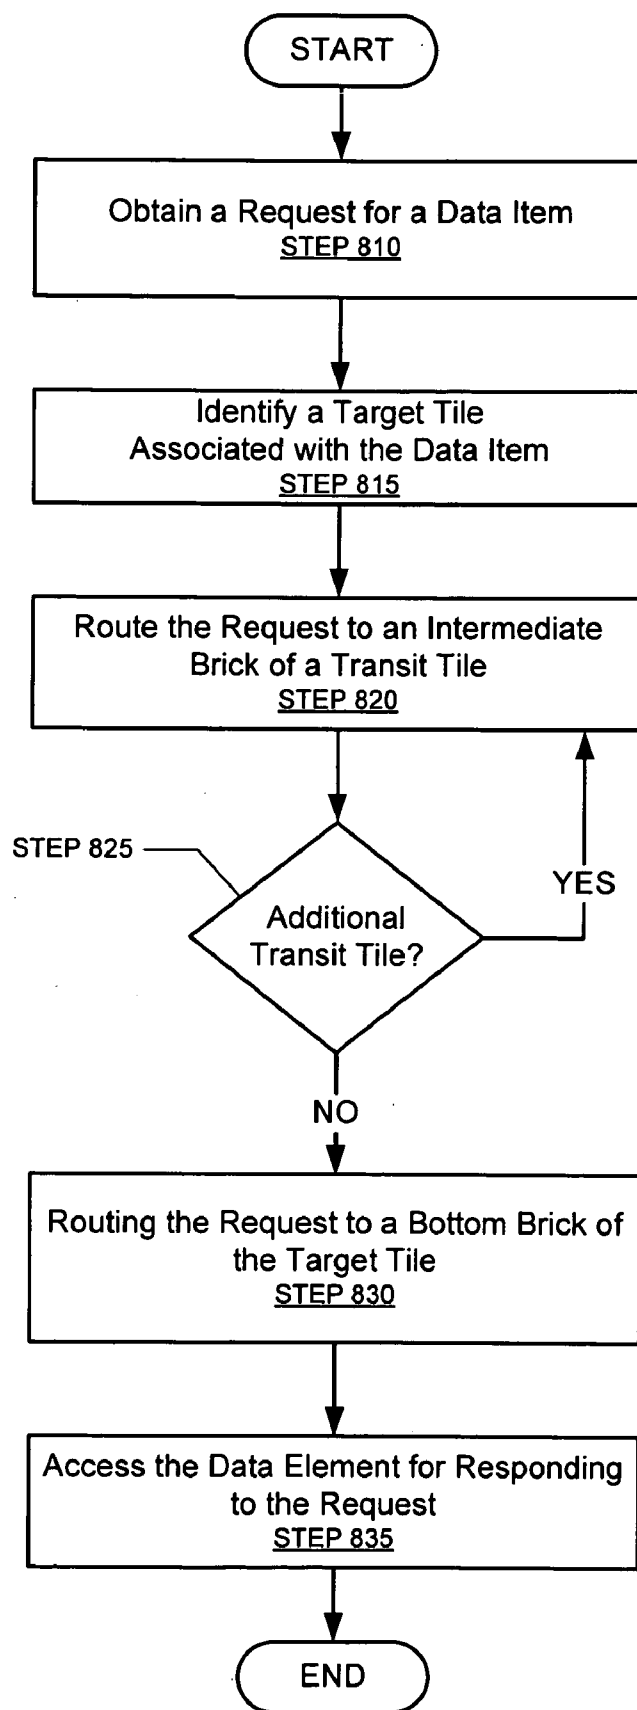 START
Obtain a Request for a Data Item
STEP 810
Identify a Target Tile
Associated with the Data Item
STEP 815
Route the Request to an Intermediate
Brick of a Transit Tile
STEP 820
STEP 825
YES
Additional
Transit Tile?
NO
Routing the Request to a Bottom Brick of
the Target Tile
STEP 830
Access the Data Element for Responding
to the Request
STEP 835
END